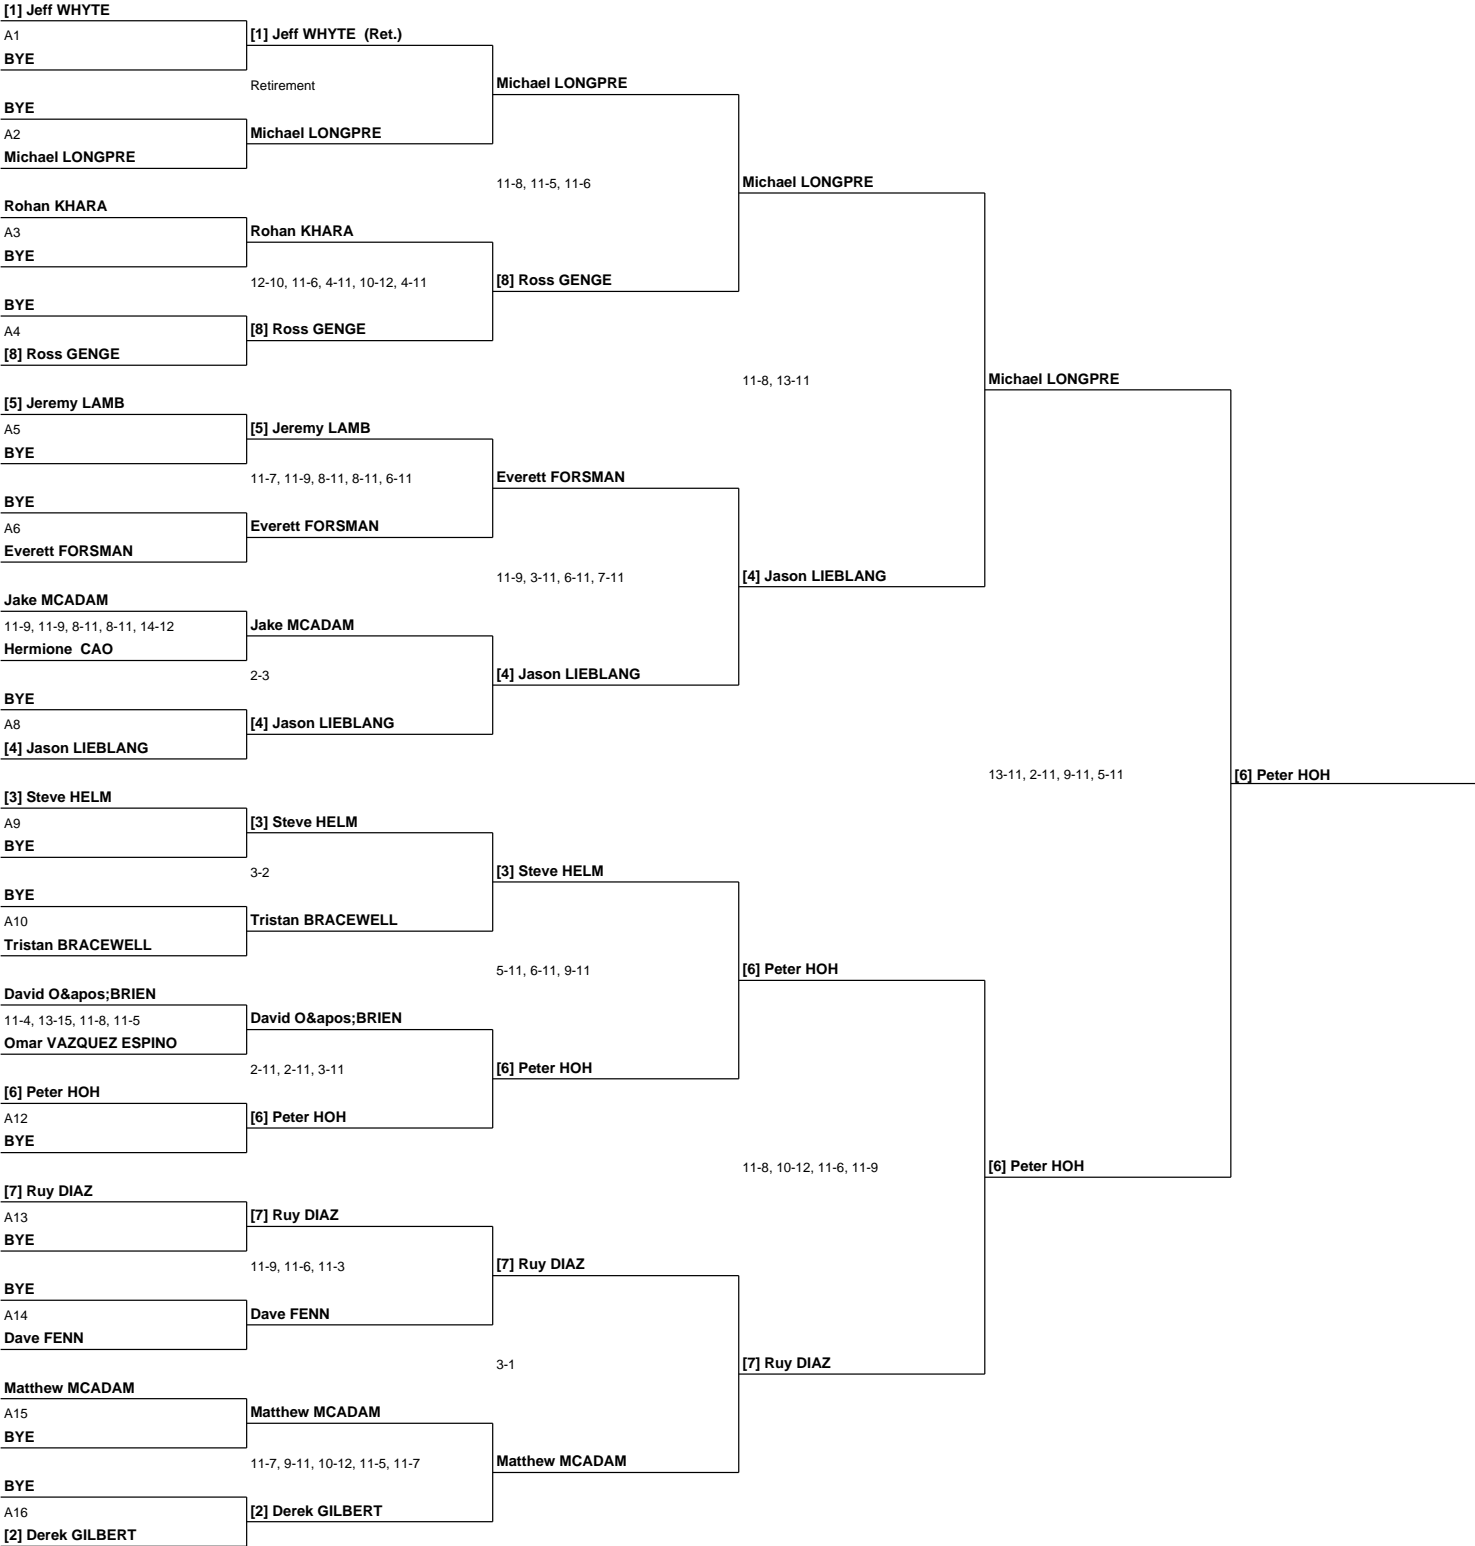 [1] Jeff WHYTE
A1
BYE
BYE
A2
Michael LONGPRE
Rohan KHARA
A3
BYE
BYE
A4
[8] Ross GENGE
[5] Jeremy LAMB
A5
BYE
BYE
A6
Everett FORSMAN
Jake MCADAM
11-9, 11-9, 8-11, 8-11, 14-12
Hermione  CAO
BYE
A8
[4] Jason LIEBLANG
[3] Steve HELM
A9
BYE
BYE
A10
Tristan BRACEWELL
David O&apos;BRIEN
11-4, 13-15, 11-8, 11-5
Omar VAZQUEZ ESPINO
[6] Peter HOH
A12
BYE
[7] Ruy DIAZ
A13
BYE
BYE
A14
Dave FENN
Matthew MCADAM
A15
BYE
BYE
A16
[2] Derek GILBERT
[1] Jeff WHYTE  (Ret.)
Retirement
Michael LONGPRE
Rohan KHARA
12-10, 11-6, 4-11, 10-12, 4-11
[8] Ross GENGE
[5] Jeremy LAMB
11-7, 11-9, 8-11, 8-11, 6-11
Everett FORSMAN
Jake MCADAM
2-3
[4] Jason LIEBLANG
[3] Steve HELM
3-2
Tristan BRACEWELL
David O&apos;BRIEN
2-11, 2-11, 3-11
[6] Peter HOH
[7] Ruy DIAZ
11-9, 11-6, 11-3
Dave FENN
Matthew MCADAM
11-7, 9-11, 10-12, 11-5, 11-7
[2] Derek GILBERT
Michael LONGPRE
11-8, 11-5, 11-6
[8] Ross GENGE
Everett FORSMAN
11-9, 3-11, 6-11, 7-11
[4] Jason LIEBLANG
[3] Steve HELM
5-11, 6-11, 9-11
[6] Peter HOH
[7] Ruy DIAZ
3-1
Matthew MCADAM
Michael LONGPRE
11-8, 13-11
[4] Jason LIEBLANG
[6] Peter HOH
11-8, 10-12, 11-6, 11-9
[7] Ruy DIAZ
Michael LONGPRE
13-11, 2-11, 9-11, 5-11
[6] Peter HOH
[6] Peter HOH